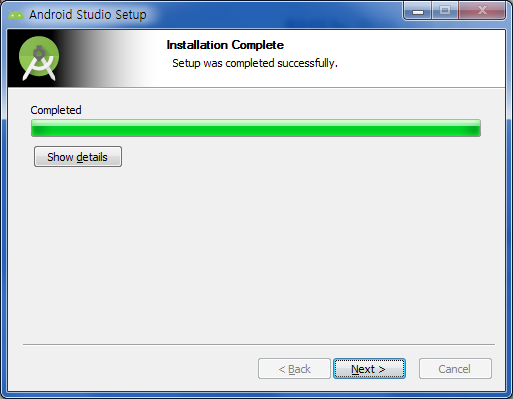 Android Studio Setup
Installation Complete
Setup was completed successfully.
Completed
Show details
< Back
Next >
Cancel